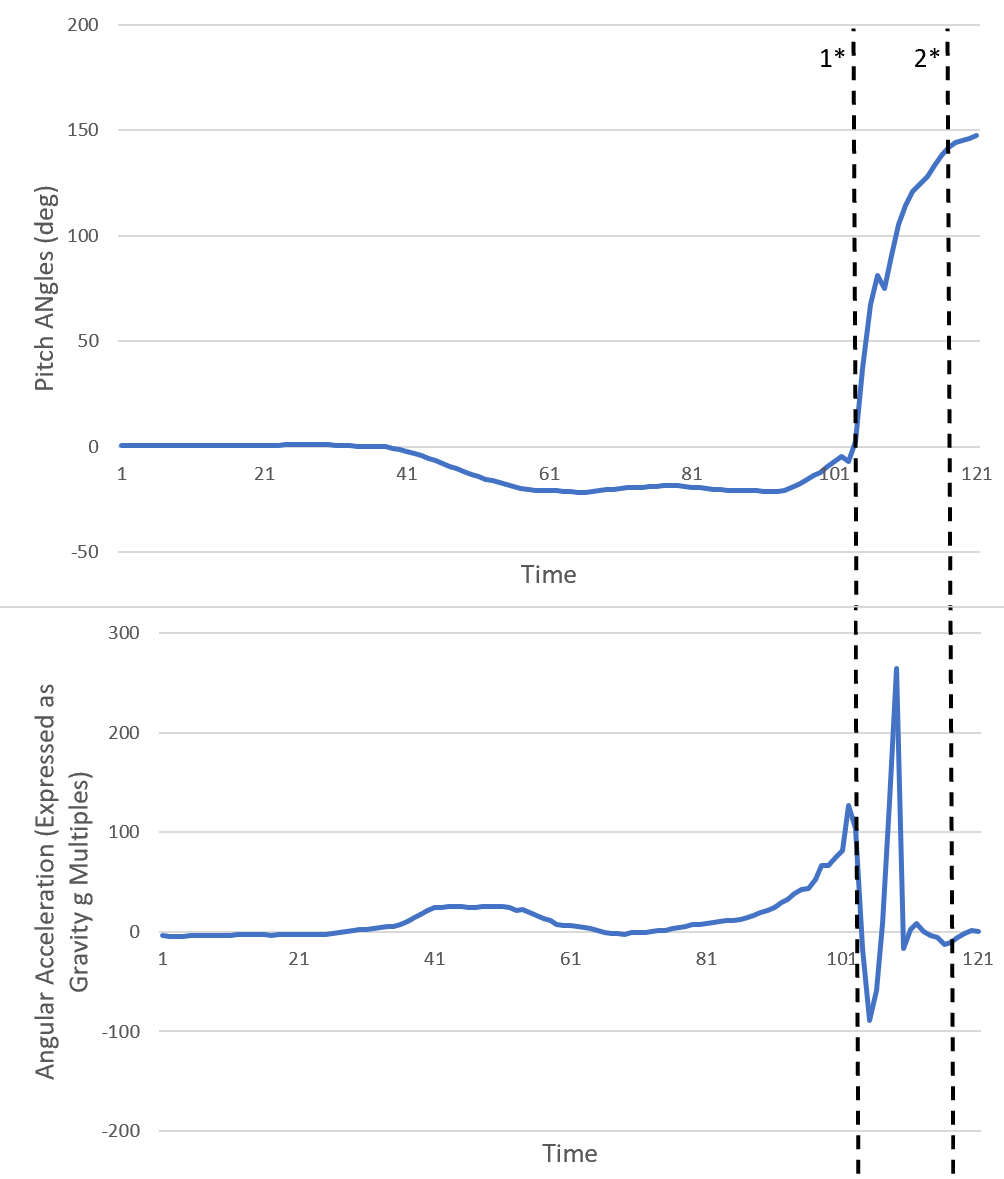 200
1*
2*
150
100
50
0
-50
1 21 41 61 81 101 121
Pitch ANgles (deg)
Time
300
200
100
0
-100
-200
1 21 41 61 81 101 121
Angular Acceleration (Expressed as
Gravity g Multiples)
Time